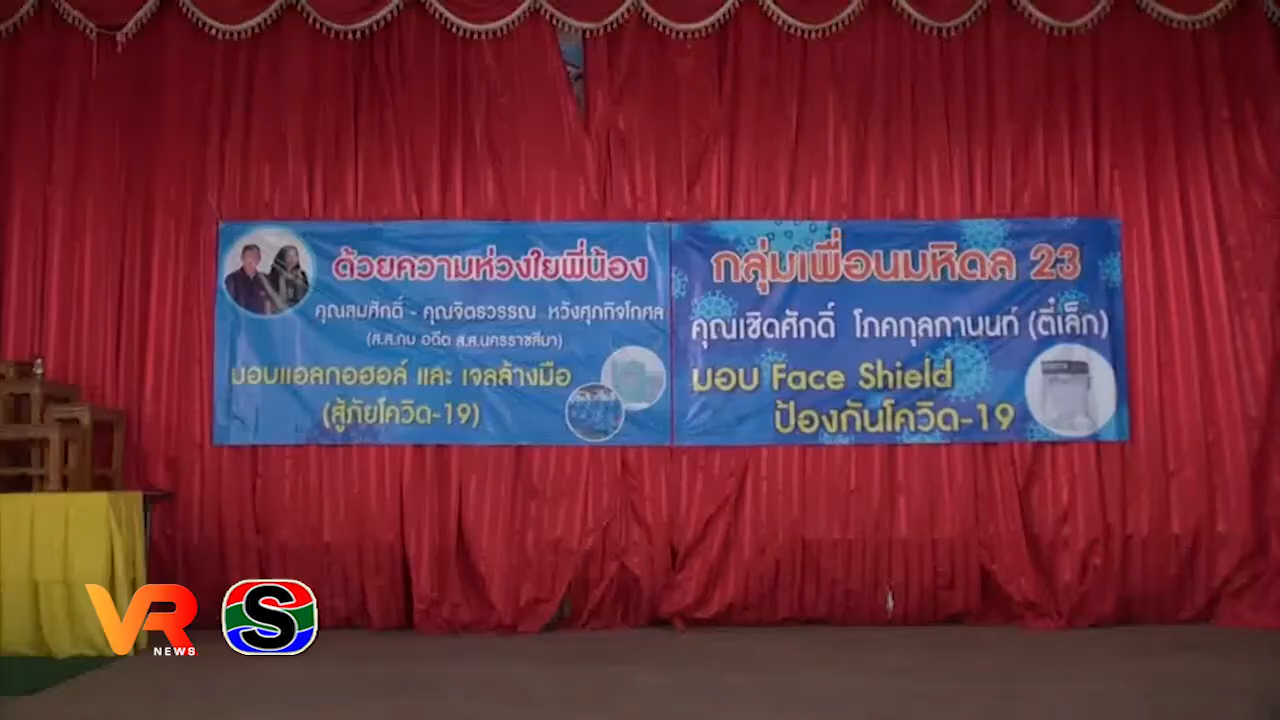 ด้วยความห่วงใยพี่น้อง
คุณสมศักดิ์ - คุณจิตรวรรณ หวังศุภกิจโกศล
(ส.ส.กบ อดีต ส.ส.นครราชสีมา)
มอบแอลกอฮอล์ และ เจลล้างมือ
(สู้ภัยโควิด-19)
กลุ่มเพื่อนมหิดล 23
คุณเชิดศักดิ์ โภคกุลกานนท์ (ตี๋เล็ก)
มอบ Face Shield
ป้องกันโควิด-19
VR
NEWS
S